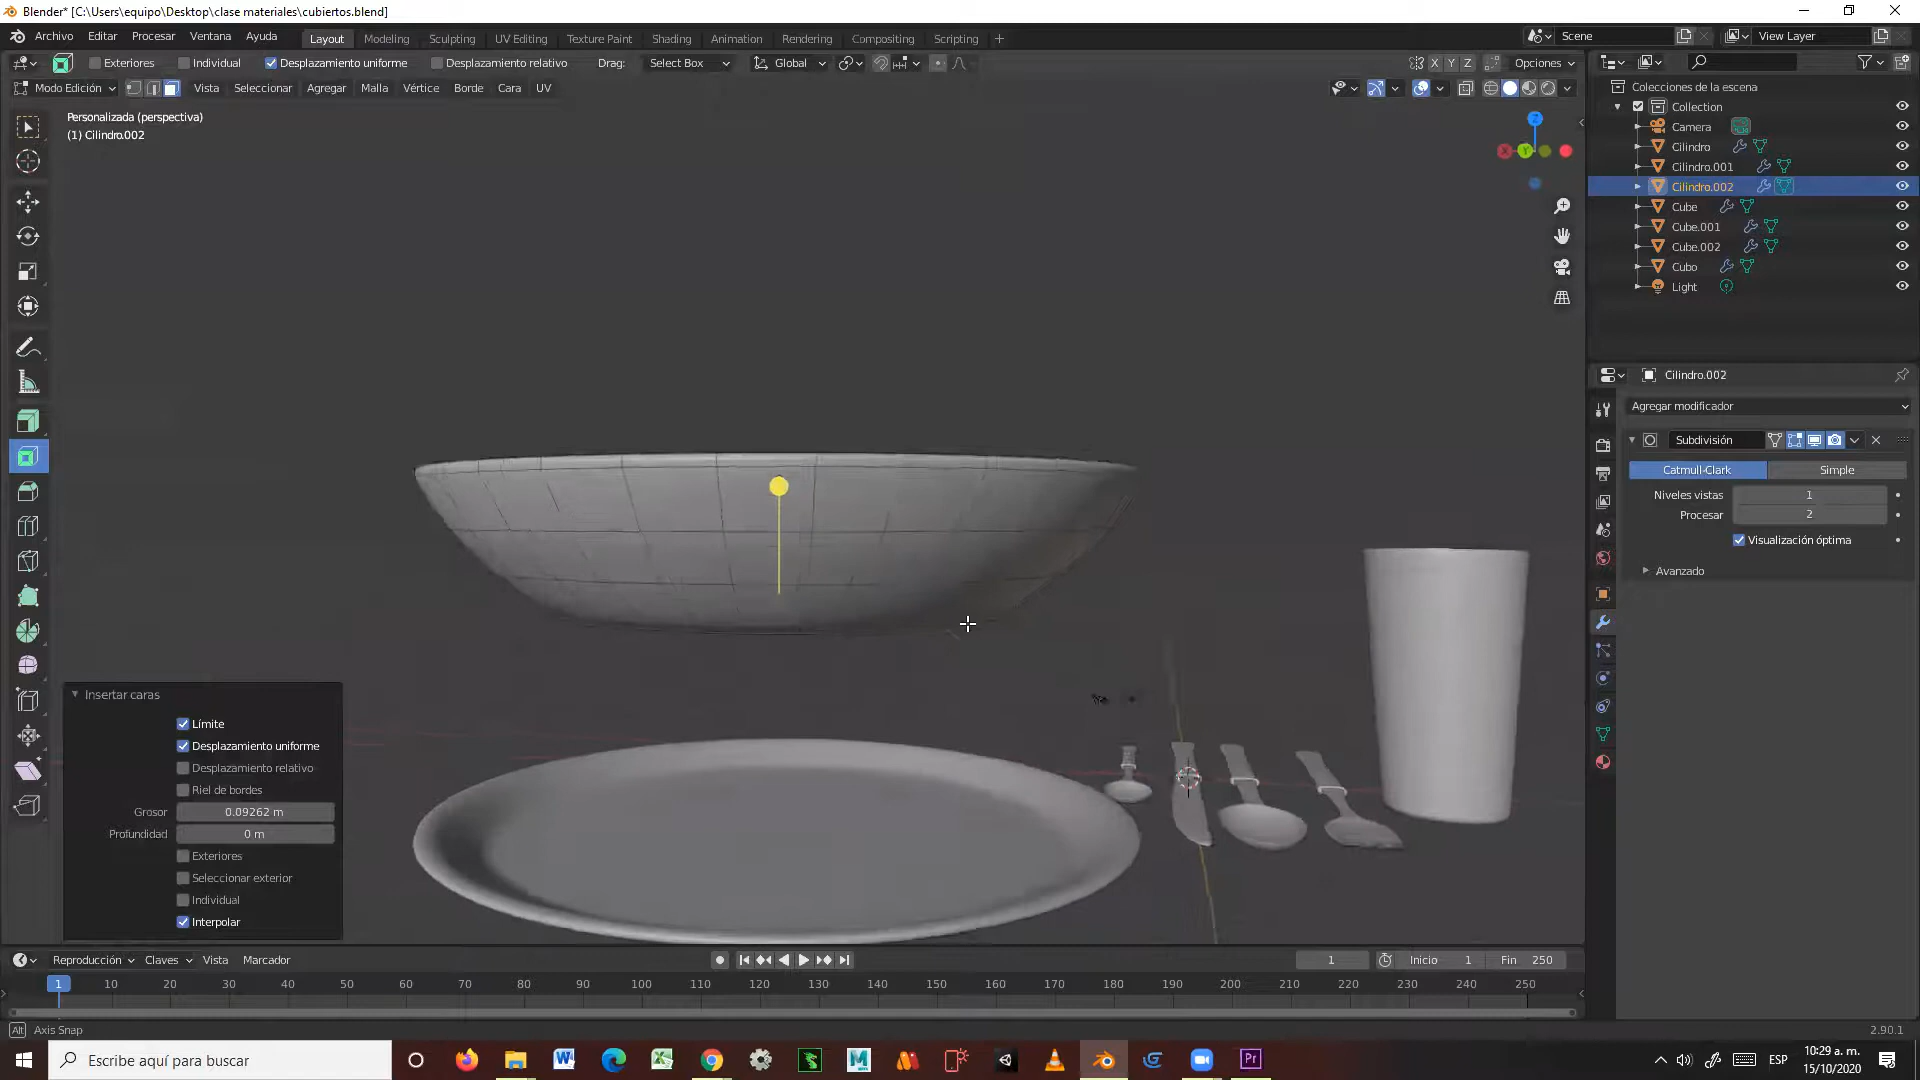 Blender* [C:\Users\equipo\Desktop\clase materiales\cubiertos.blend]
Archivo Editar Procesar Ventana Ayuda Layout Modeling Sculpting UV Editing Texture Paint Shading Animation Rendering Compositing Scripting + Scene View Layer
Exteriores Individual Desplazamiento uniforme Desplazamiento relativo Drag: Select Box Global X Y Z Opciones
Modo Edición Vista Seleccionar Agregar Malla Vértice Borde Cara UV
Personalizada (perspectiva)
(1) Cilindro.002
Z
X
Y
Colecciones de la escena
Collection
Camera
Cilindro
Cilindro.001
Cilindro.002
Cube
Cube.001
Cube.002
Cubo
Light
Cilindro.002
Agregar modificador
Subdivisión
Catmull-Clark Simple
Niveles vistas 1
Procesar 2
Visualización óptima
Avanzado
Insertar caras
Límite
Desplazamiento uniforme
Desplazamiento relativo
Riel de bordes
Grosor 0.09262 m
Profundidad 0 m
Exteriores
Seleccionar exterior
Individual
Interpolar
Reproducción Claves Vista Marcador 1 Inicio 1 Fin 250
1 10 20 30 40 50 60 70 80 90 100 110 120 130 140 150 160 170 180 190 200 210 220 230 240 250
Alt Axis Snap 2.90.1
Escribe aquí para buscar
ESP
10:29 a. m.
15/10/2020